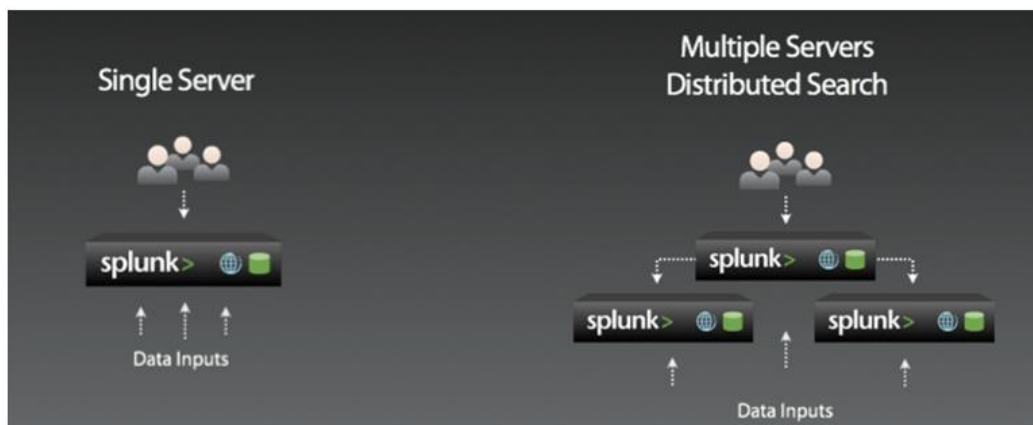 Single Server
splunk>
Data Inputs
Multiple Servers
Distributed Search
splunk>
splunk>
splunk>
Data Inputs